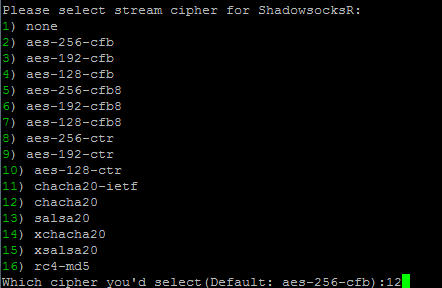 Please select stream cipher for ShadowsocksR:
1) none
2) aes-256-cfb
3) aes-192-cfb
4) aes-128-cfb
5) aes-256-cfb8
6) aes-192-cfb8
7) aes-128-cfb8
8) aes-256-ctr
9) aes-192-ctr
10) aes-128-ctr
11) chacha20-ietf
12) chacha20
13) salsa20
14) xchacha20
15) xsalsa20
16) rc4-md5
Which cipher you'd select(Default: aes-256-cfb):12